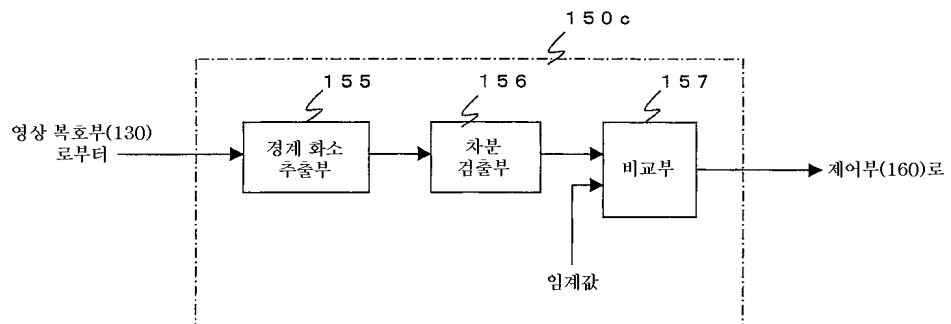 150c
155
156
157
영상 복호부(130)
로부터
경계 화소
추출부
차분
검출부
비교부
제어부(160)로
임계값